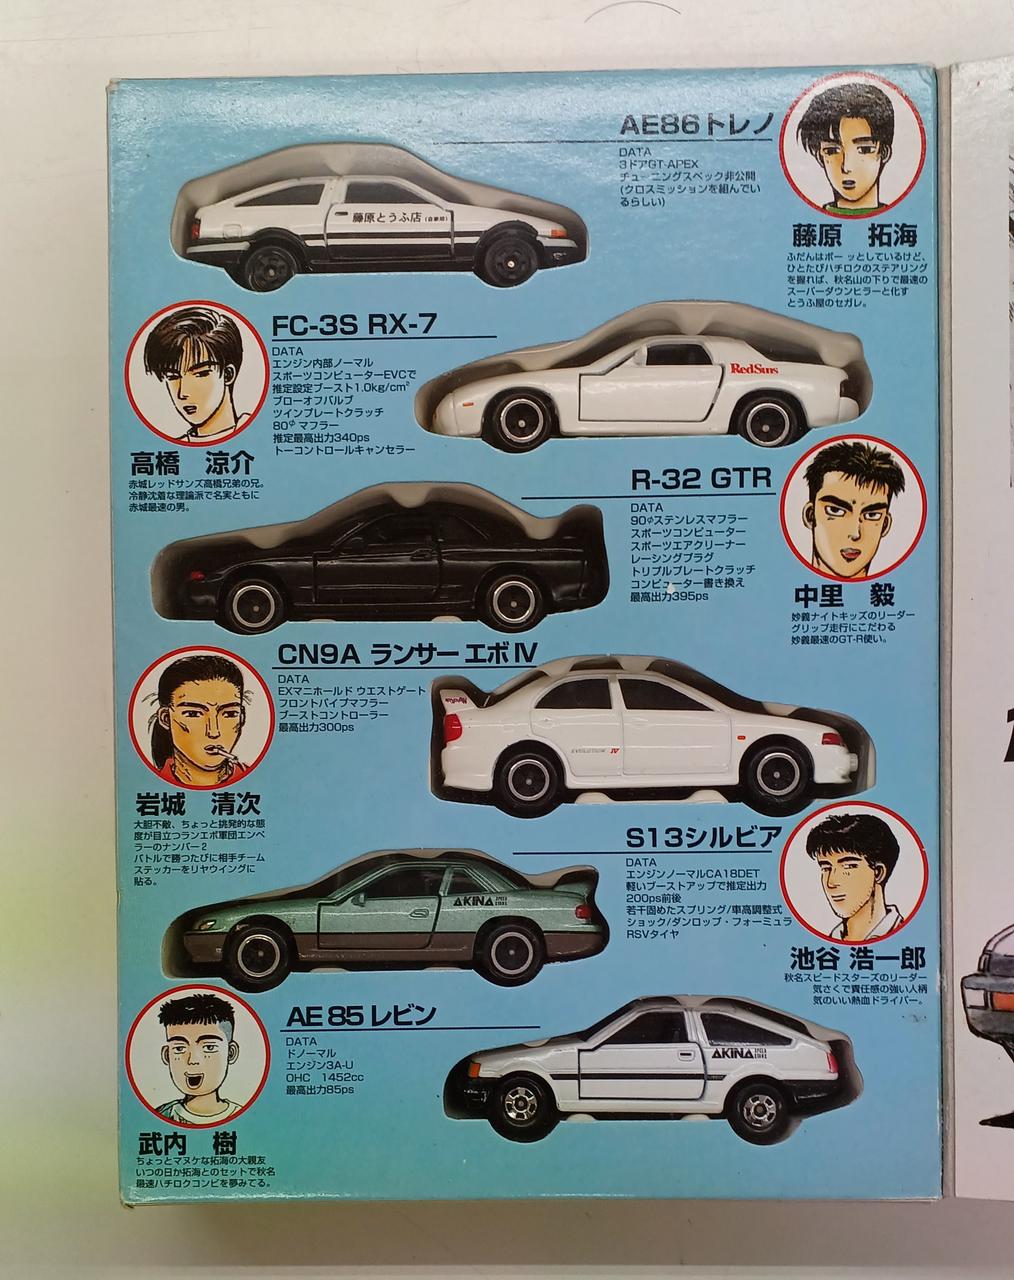 AE86トレノ
DATA
3ドアGT-APEX
チューニングスペック非公開
(クロスミッションを組んでい
るらしい)
藤原とうふ店(自家用)
藤原 拓海
ふだんはボーッとしているけど、
ひとたびハチロクのステアリング
を握れば、秋名山の下りで最速の
スーパーダウンヒラーと化す
とうふ屋のセガレ。
FC-3S RX-7
DATA
エンジン内部ノーマル
スポーツコンピューターEVCで
推定設定ブースト1.0kg/cm²
ブローオフバルブ
ツインプレートクラッチ
80φマフラー
推定最高出力340ps
トーコントロールキャンセラー
RedSuns
高橋 涼介
赤城レッドサンズ高橋兄弟の兄。
冷静沈着な理論派で名実ともに
赤城最速の男。
R-32 GTR
DATA
90φステンレスマフラー
スポーツコンピューター
スポーツエアクリーナー
レーシングプラグ
トリプルプレートクラッチ
コンピューター書き換え
最高出力395ps
中里 毅
妙義ナイトキッズのリーダー
グリップ走行にこだわる
妙義最速のGT-R使い。
CN9A ランサー エボⅣ
DATA
EXマニホールド ウエストゲート
フロントパイプマフラー
ブーストコントローラー
最高出力300ps
EVOLUTION IV
岩城 清次
大胆不敵、ちょっと挑発的な態
度が目立つランエボ軍団エンペ
ラーのナンバー2
バトルで勝つたびに相手チーム
ステッカーをリヤウイングに
貼る。
S13シルビア
DATA
エンジンノーマルCA18DET
軽いブーストアップで推定出力
200ps前後
若干固めたスプリング/車高調整式
ショック/ダンロップ・フォーミュラ
RSVタイヤ
AKINA SPEED STARS
池谷 浩一郎
秋名スピードスターズのリーダー
気さくで責任感の強い人柄
気のいい熱血ドライバー。
AE 85 レビン
DATA
ドノーマル
エンジン3A-U
OHC 1452cc
最高出力85ps
AKINA SPEED STARS
武内 樹
ちょっとマヌケな拓海の大親友
いつの日か拓海とのセットで秋名
最速ハチロクコンビを夢みてる。